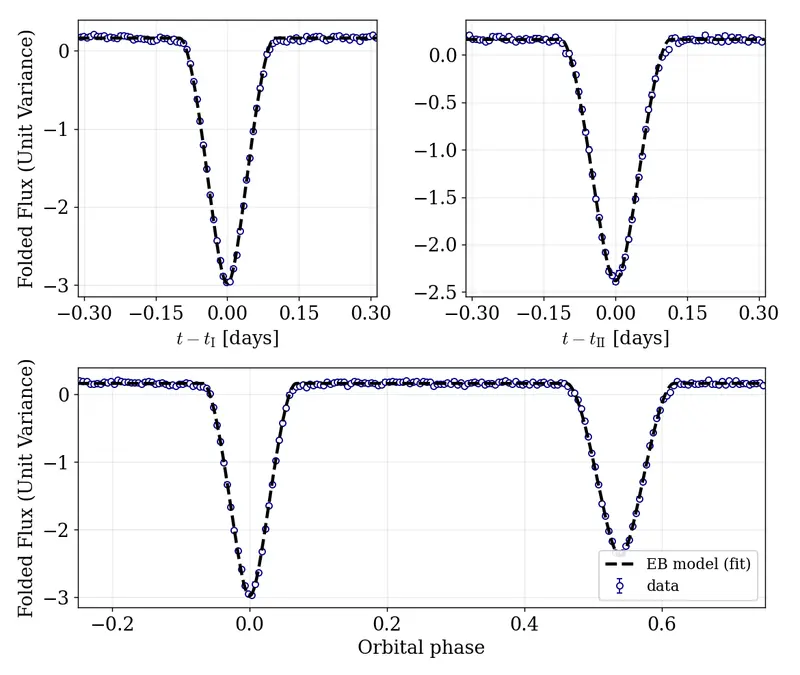 Folded Flux (Unit Variance)
0
−1
−2
−3
−0.30 −0.15 0.00 0.15 0.30
t − tI [days]
0.0
−0.5
−1.0
−1.5
−2.0
−2.5
−0.30 −0.15 0.00 0.15 0.30
t − tII [days]
Folded Flux (Unit Variance)
0
−1
−2
−3
EB model (fit)
data
−0.2 0.0 0.2 0.4 0.6
Orbital phase